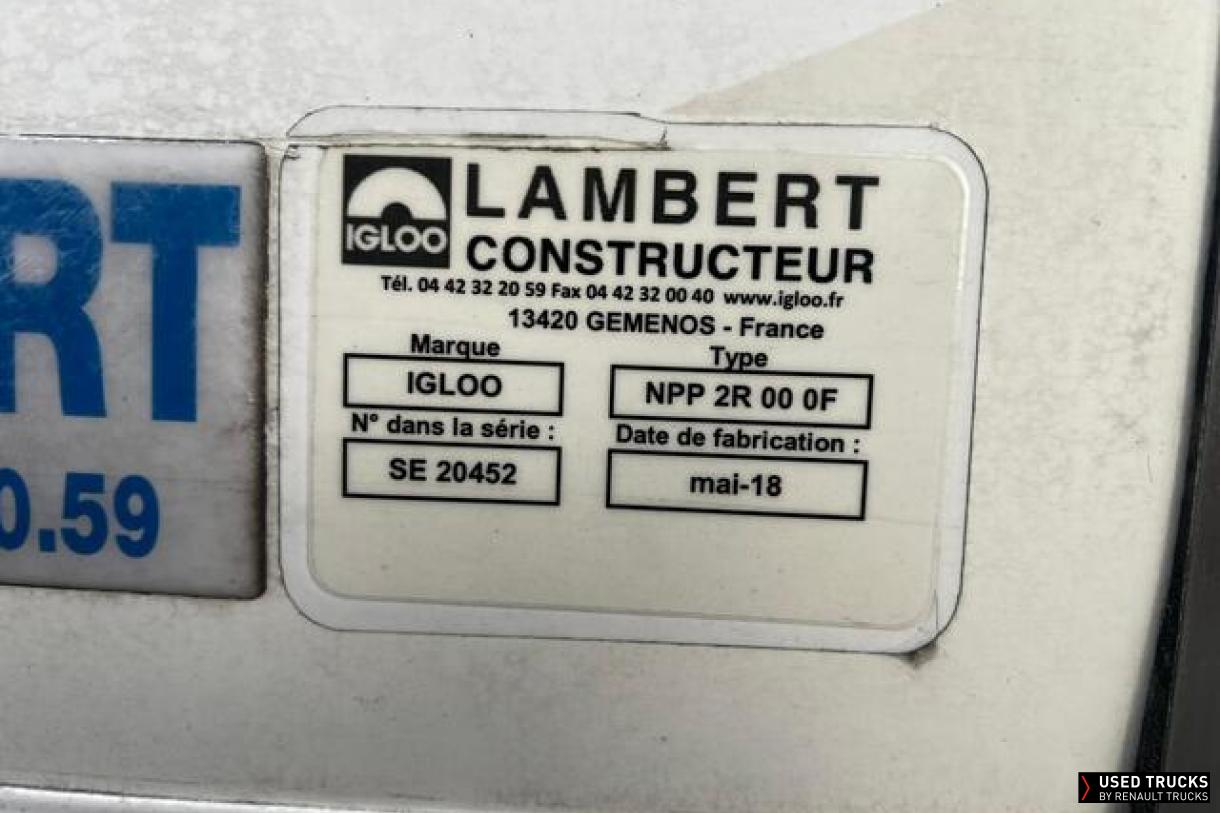 RT
0.59
IGLOO
LAMBERT
CONSTRUCTEUR
Tél. 04 42 32 20 59 Fax 04 42 32 00 40 www.igloo.fr
13420 GEMENOS - France
Marque
IGLOO
Type
NPP 2R 00 0F
N° dans la série :
SE 20452
Date de fabrication :
mai-18
USED TRUCKS
BY RENAULT TRUCKS